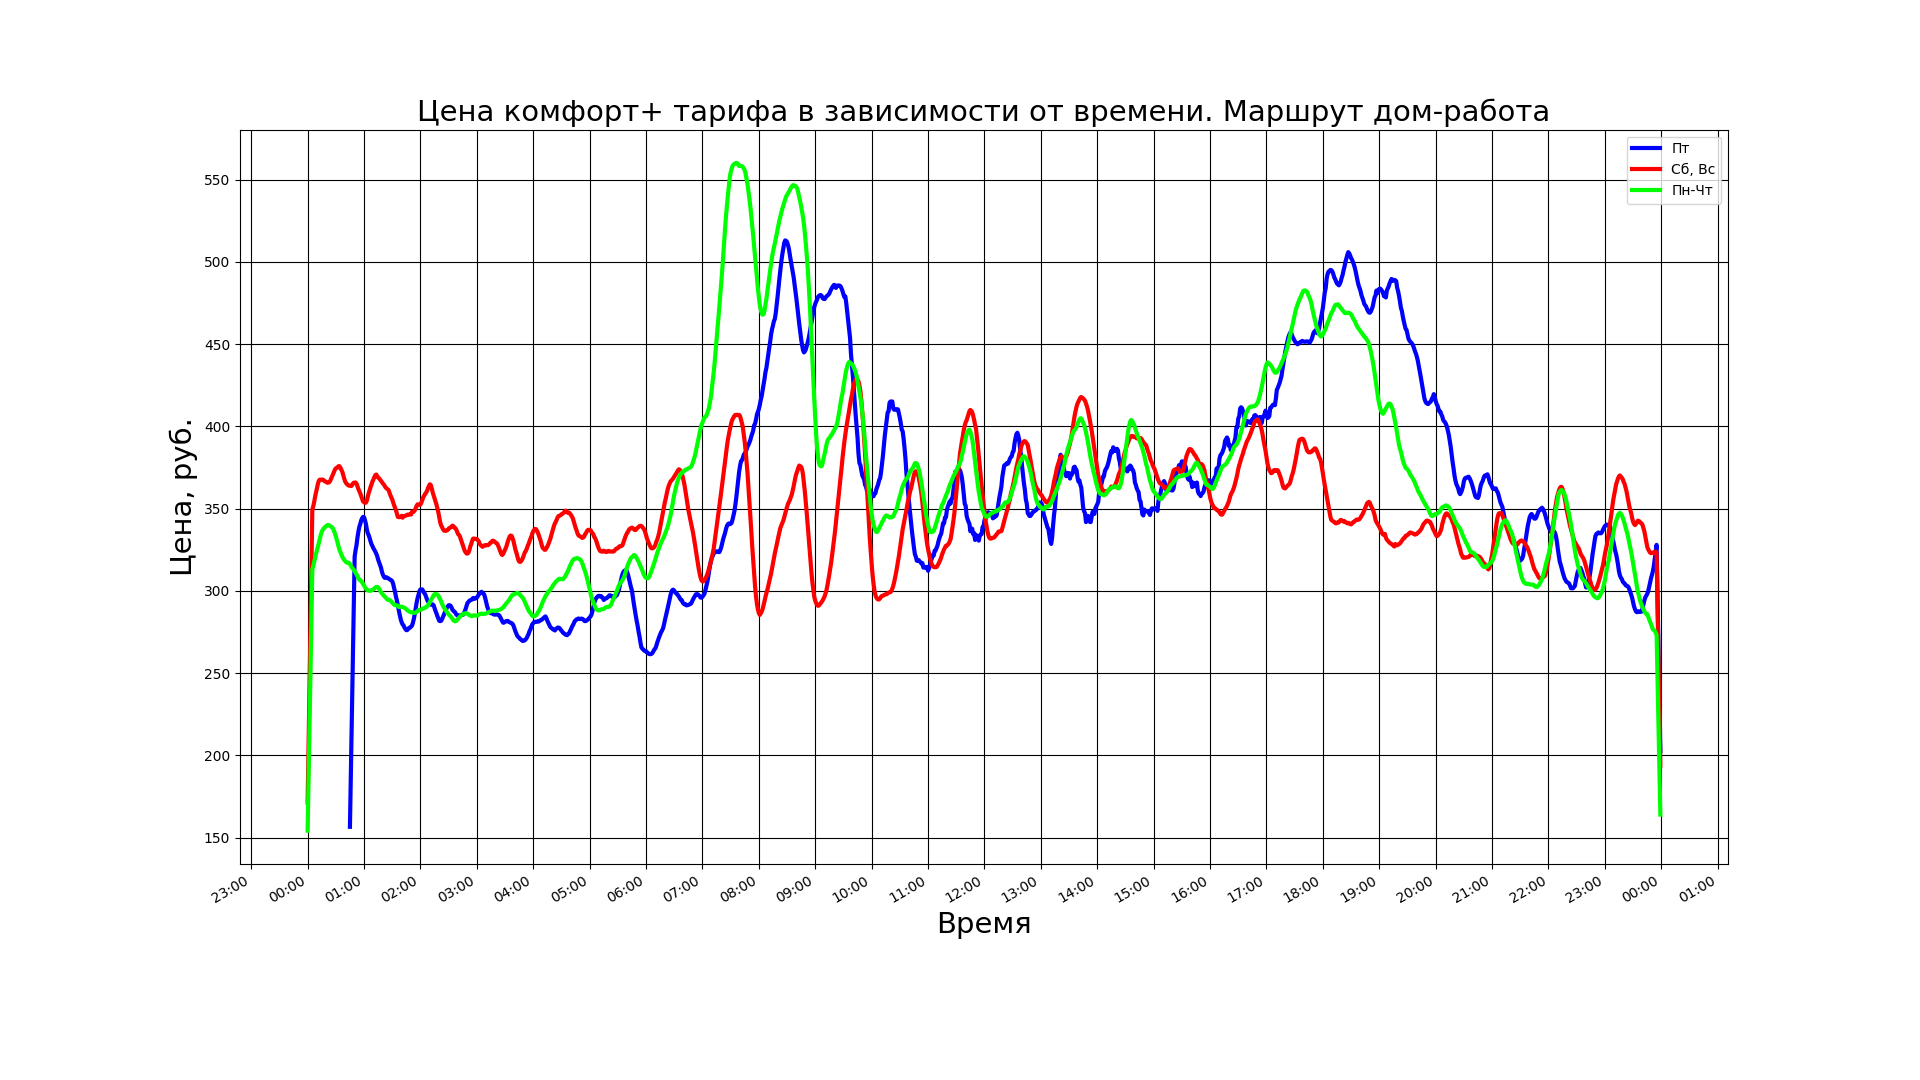 Цена комфорт+ тарифа в зависимости от времени. Маршрут дом-работа
Пт
Сб, Вс
Пн-Чт
Цена, руб.
550
500
450
400
350
300
250
200
150
23:00 00:00 01:00 02:00 03:00 04:00 05:00 06:00 07:00 08:00 09:00 10:00 11:00 12:00 13:00 14:00 15:00 16:00 17:00 18:00 19:00 20:00 21:00 22:00 23:00 00:00 01:00
Время